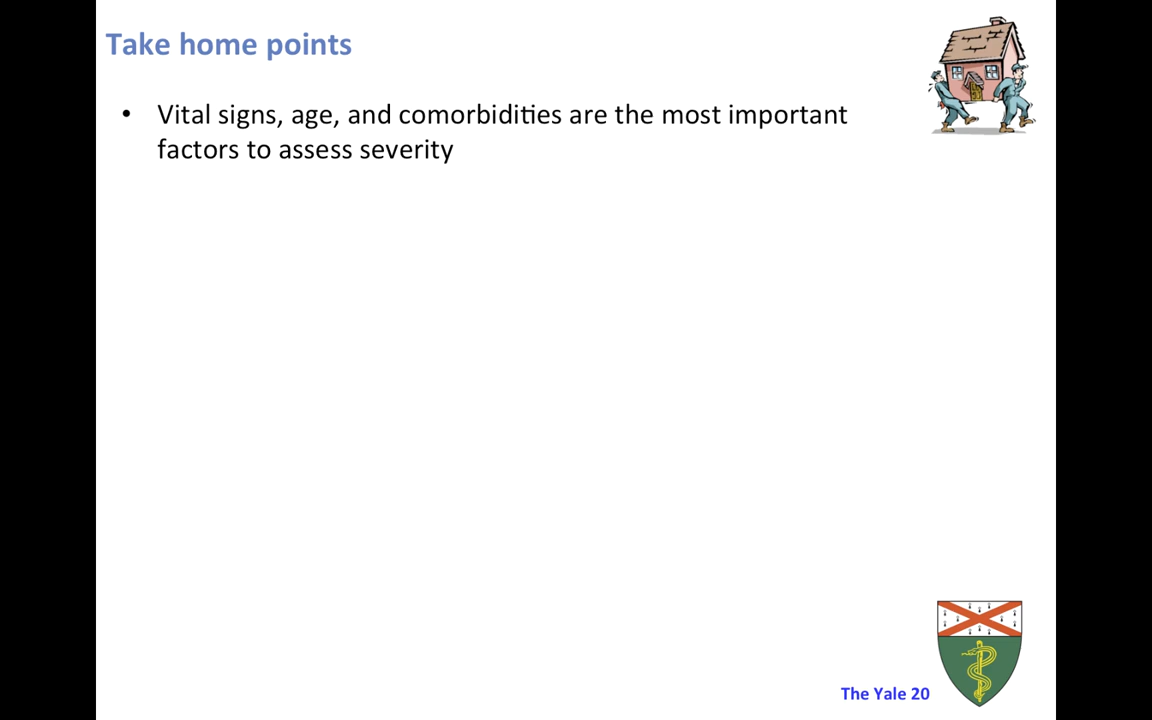 Take home points
• Vital signs, age, and comorbidities are the most important
factors to assess severity
The Yale 20